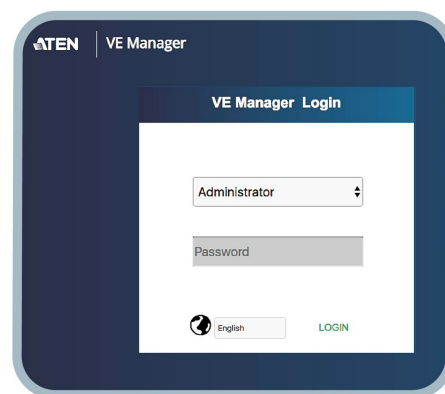 ATEN VE Manager
VE Manager Login
Administrator
Password
English LOGIN